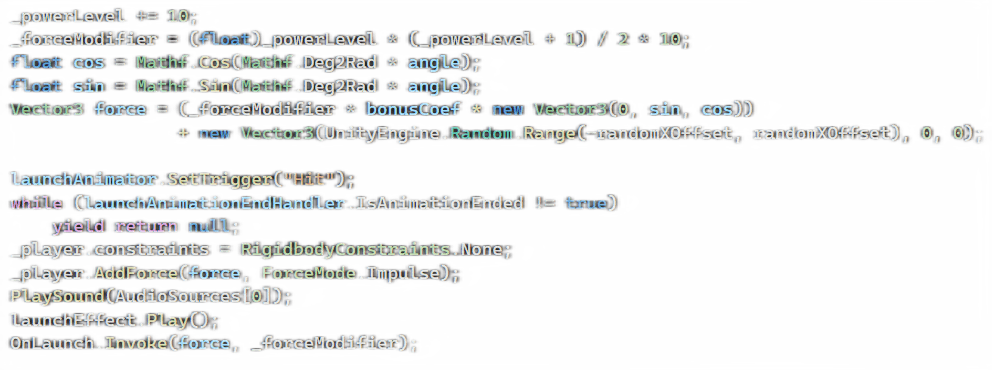 _powerLevel += 10;
_forceModifier = (float)_powerLevel * (_powerLevel + 1) / 2 * 10;
float cos = Mathf.Cos(Mathf.Deg2Rad * angle);
float sin = Mathf.Sin(Mathf.Deg2Rad * angle);
Vector3 force = (_forceModifier * bonusCoef * new Vector3(0, sin, cos))
+ new Vector3(UnityEngine.Random.Range(-randomXOffset, randomXOffset), 0, 0);
launchAnimator.SetTrigger("Hit");
while (launchAnimationEndHandler.IsAnimationEnded != true)
yield return null;
_player.constraints = RigidbodyConstraints.None;
_player.AddForce(force, ForceMode.Impulse);
PlaySound(AudioSources[0]);
launchEffect.Play();
OnLaunch.Invoke(force, _forceModifier);